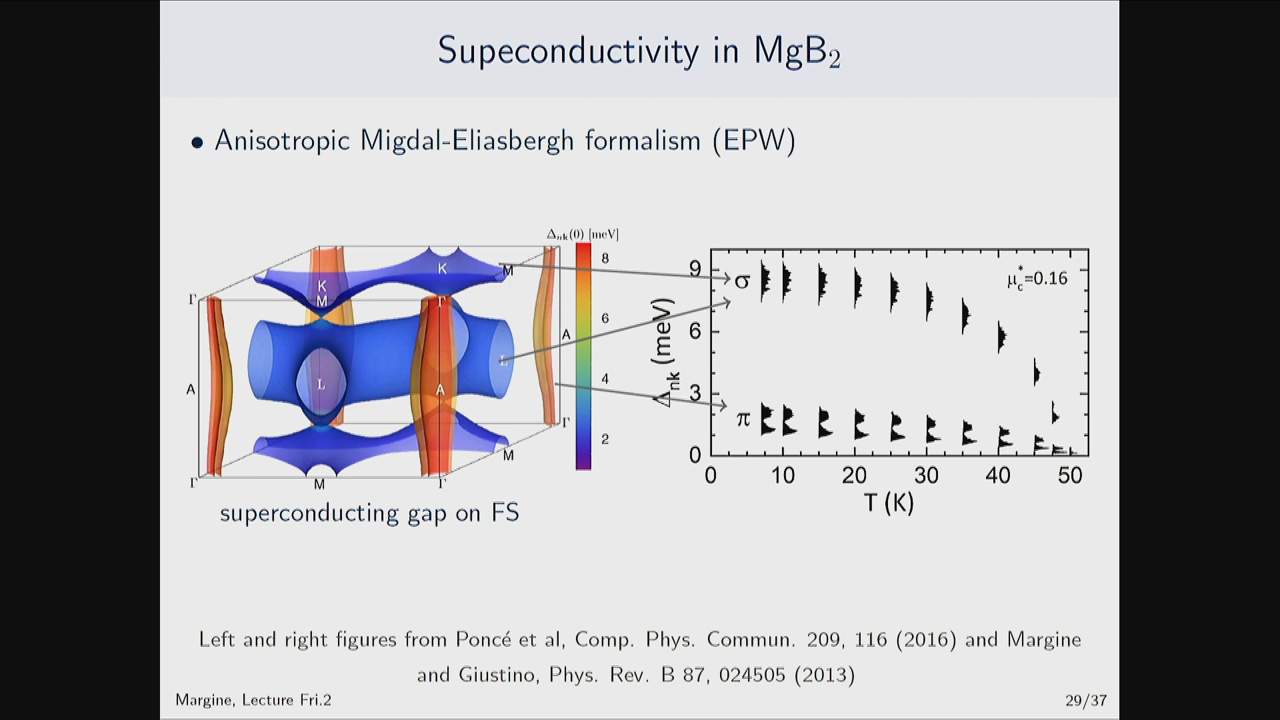 Supeconductivity in MgB₂
• Anisotropic Migdal-Eliasbergh formalism (EPW)
Δₙₖ(0) [meV]
8
6
4
2
K
M
K
M
Γ
Γ
A
L
A
L
A
Γ
M
Γ
M
Γ
superconducting gap on FS
Δₙₖ (meV)
9
6
3
0
σ
π
μ*c=0.16
0
10
20
30
40
50
T (K)
Left and right figures from Poncé et al, Comp. Phys. Commun. 209, 116 (2016) and Margine
and Giustino, Phys. Rev. B 87, 024505 (2013)
Margine, Lecture Fri.2
29/37